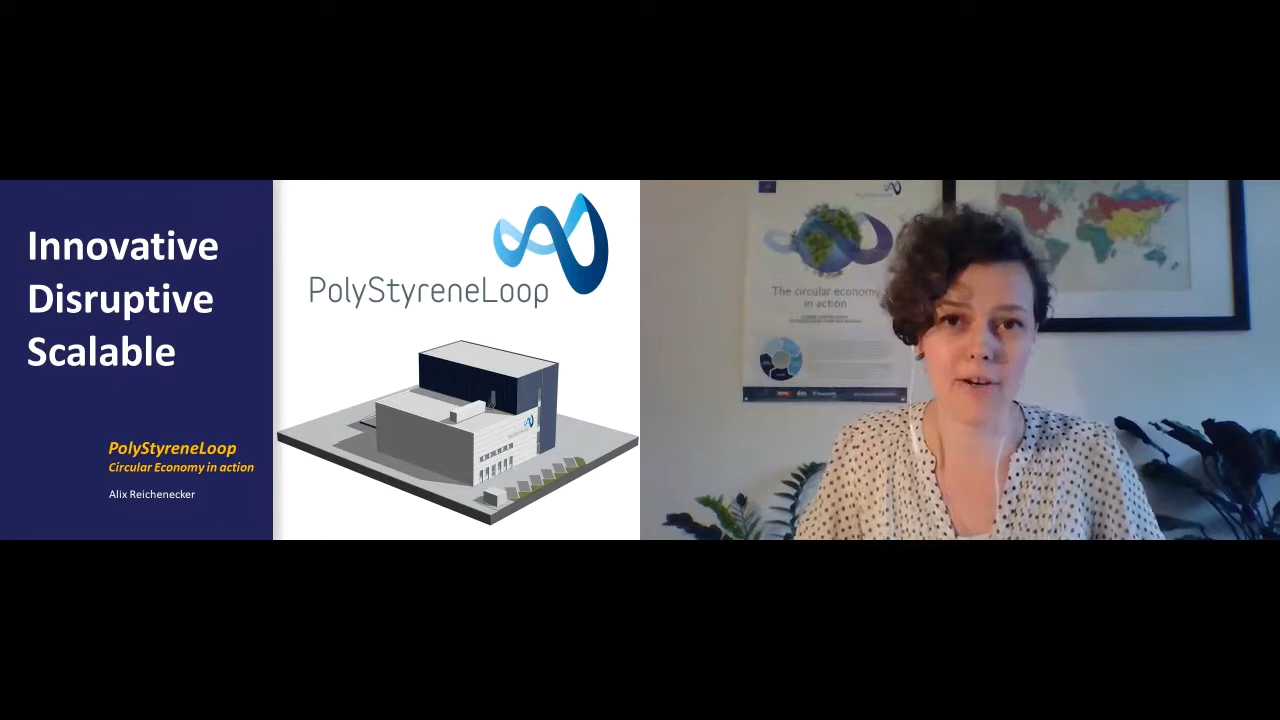 Innovative
Disruptive
Scalable
PolyStyreneLoop
Circular Economy in action
Alix Reichenecker
PolyStyreneLoop
The circular economy
in action